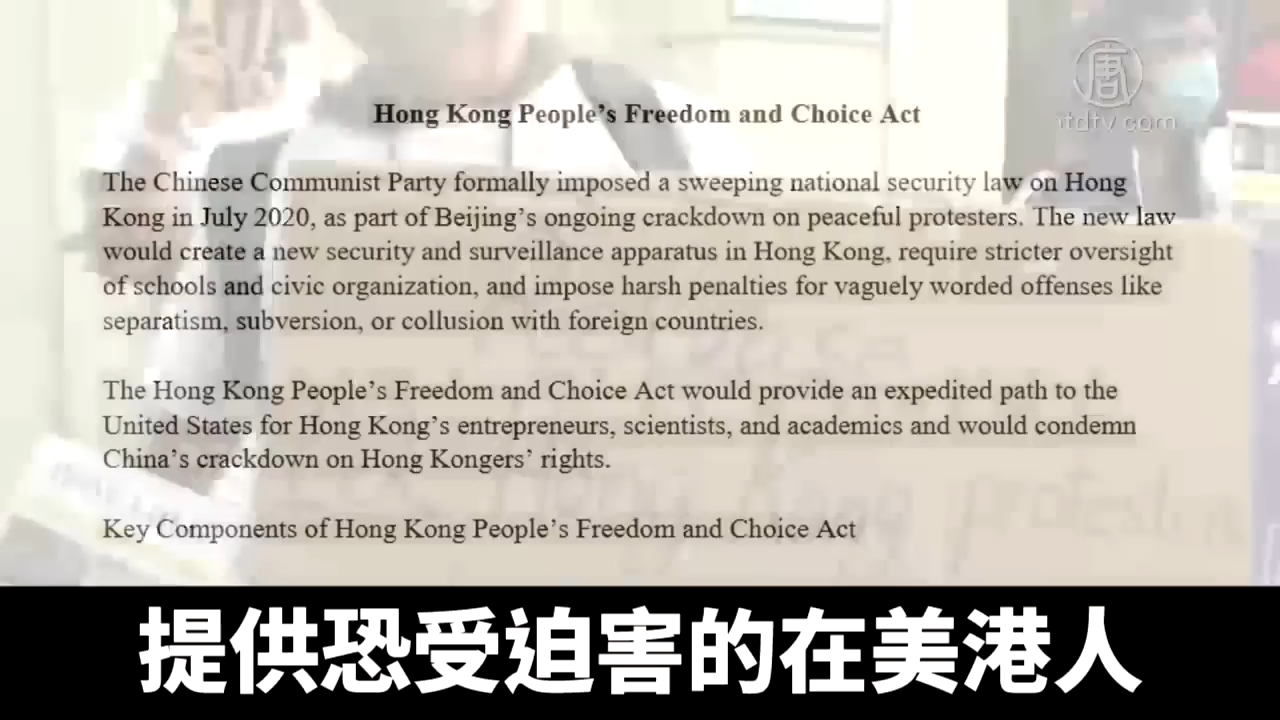 唐
ntdtv.com
Hong Kong People’s Freedom and Choice Act
The Chinese Communist Party formally imposed a sweeping national security law on Hong
Kong in July 2020, as part of Beijing’s ongoing crackdown on peaceful protesters. The new law
would create a new security and surveillance apparatus in Hong Kong, require stricter oversight
of schools and civic organization, and impose harsh penalties for vaguely worded offenses like
separatism, subversion, or collusion with foreign countries.
The Hong Kong People’s Freedom and Choice Act would provide an expedited path to the
United States for Hong Kong’s entrepreneurs, scientists, and academics and would condemn
China’s crackdown on Hong Kongers’ rights.
Key Components of Hong Kong People’s Freedom and Choice Act
提供恐受迫害的在美港人